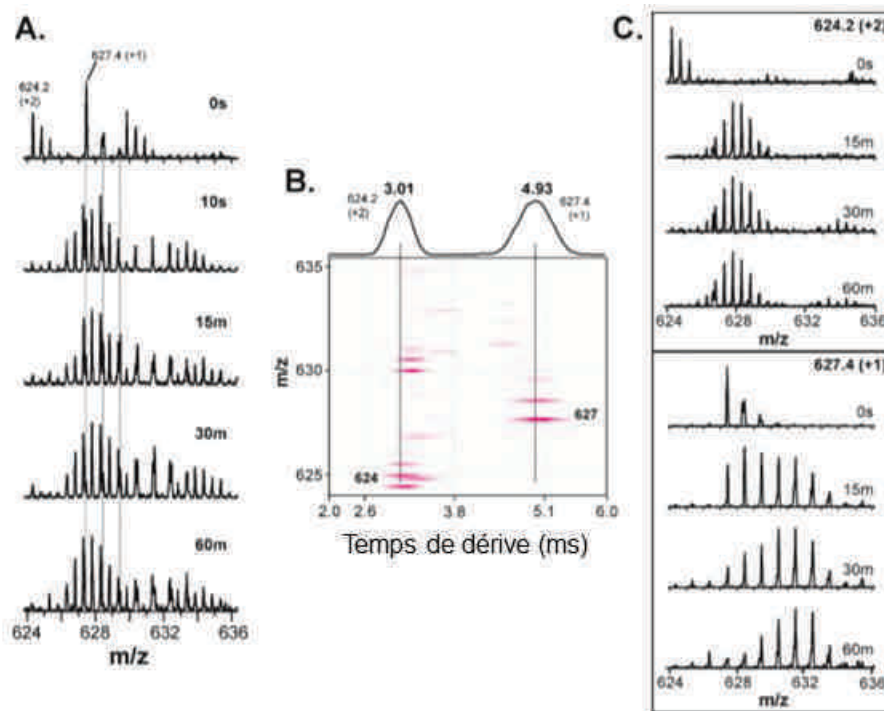 A.
627.4 (+1)
624.2
(+2)
0s
10s
15m
30m
60m
624 628 632 636
m/z
B.
3.01
4.93
624.2
(+2)
627.4
(+1)
635
630
625
m/z
627
624
2.0 2.6 3.8 5.1 6.0
Temps de dérive (ms)
C.
624.2 (+2)
0s
15m
30m
60m
624 628 632 636
m/z
627.4 (+1)
0s
15m
30m
60m
624 628 632 636
m/z